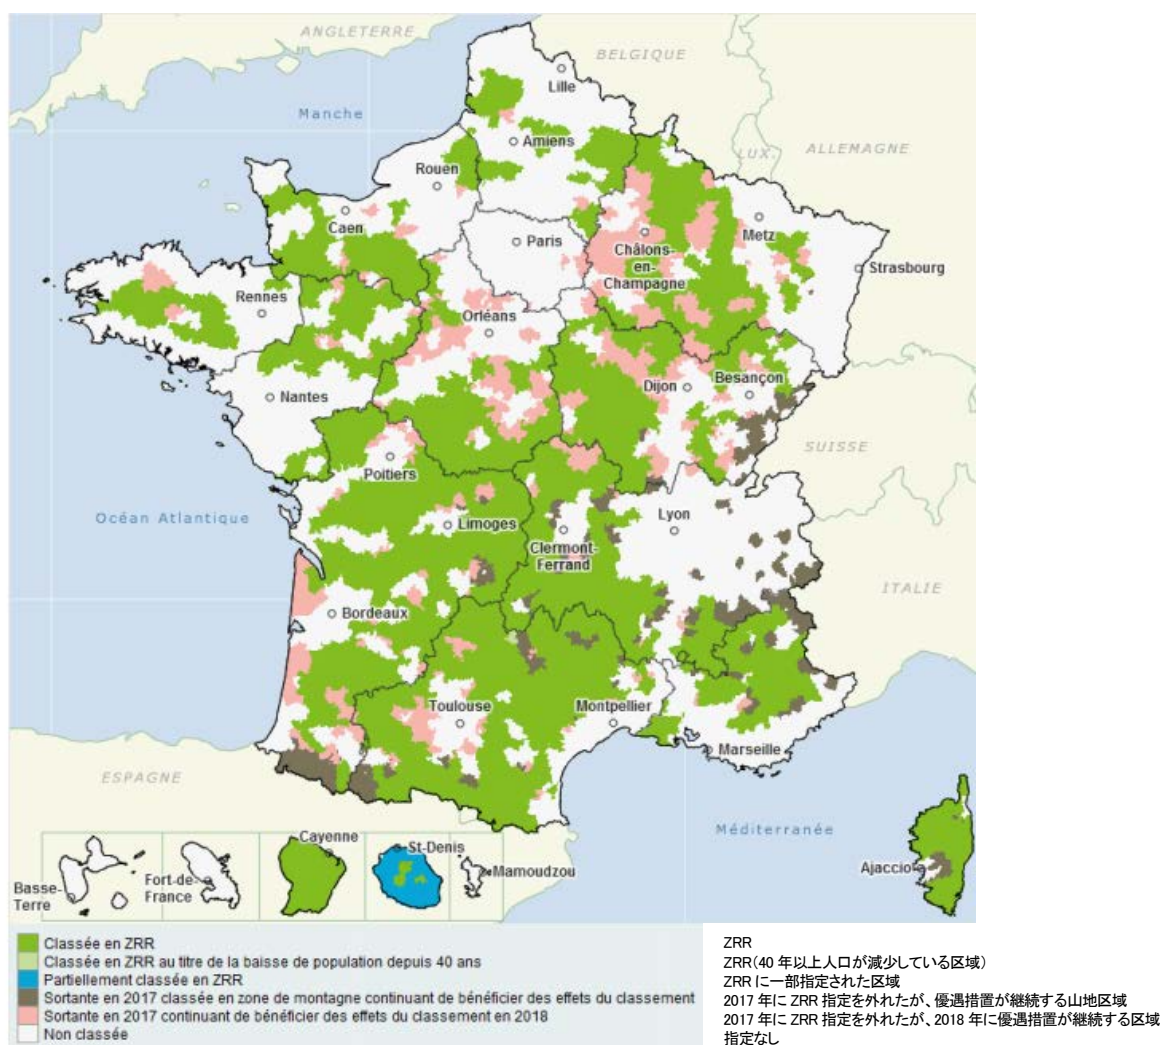 ANGLETERRE
BELGIQUE
Lille
Manche
Amiens
LUX.
ALLEMAGNE
Rouen
Caen
Paris
Metz
Châlons-
en-
Champagne
Strasbourg
Rennes
Orléans
Dijon
Besançon
Nantes
SUISSE
Poitiers
Océan Atlantique
Limoges
Lyon
Clermont-
Ferrand
ITALIE
Bordeaux
Toulouse
Montpellier
Marseille
ESPAGNE
Méditerranée
Ajaccio
Cayenne
St-Denis
Mamoudzou
Basse-
Terre
Fort-de-
France
Classée en ZRR
Classée en ZRR au titre de la baisse de population depuis 40 ans
Partiellement classée en ZRR
Sortante en 2017 classée en zone de montagne continuant de bénéficier des effets du classement
Sortante en 2017 continuant de bénéficier des effets du classement en 2018
Non classée
ZRR
ZRR(40 年以上人口が減少している区域)
ZRR に一部指定された区域
2017 年に ZRR 指定を外れたが、優遇措置が継続する山地区域
2017 年に ZRR 指定を外れたが、2018 年に優遇措置が継続する区域
指定なし